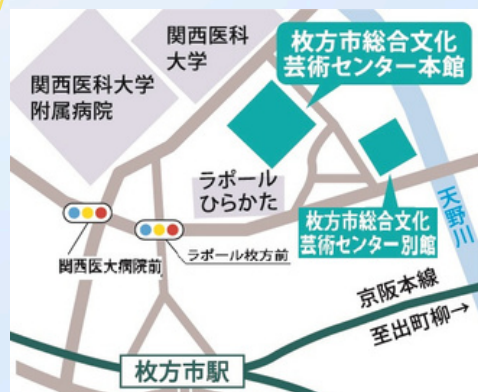 関西医科
大学
枚方市総合文化
芸術センター本館
関西医科大学
附属病院
ラポール
ひらかた
枚方市総合文化
芸術センター別館
天野川
関西医大病院前
ラポール枚方前
京阪本線
至出町柳→
枚方市駅